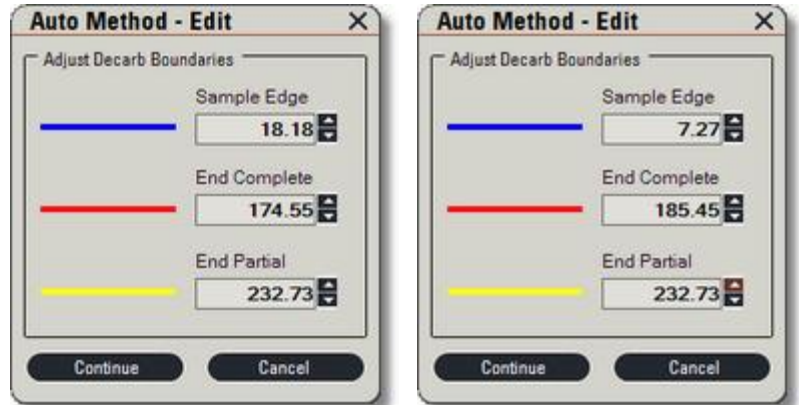 Auto Method - Edit
Adjust Decarb Boundaries
Sample Edge
18.18
End Complete
174.55
End Partial
232.73
Continue Cancel
Auto Method - Edit
Adjust Decarb Boundaries
Sample Edge
7.27
End Complete
185.45
End Partial
232.73
Continue Cancel